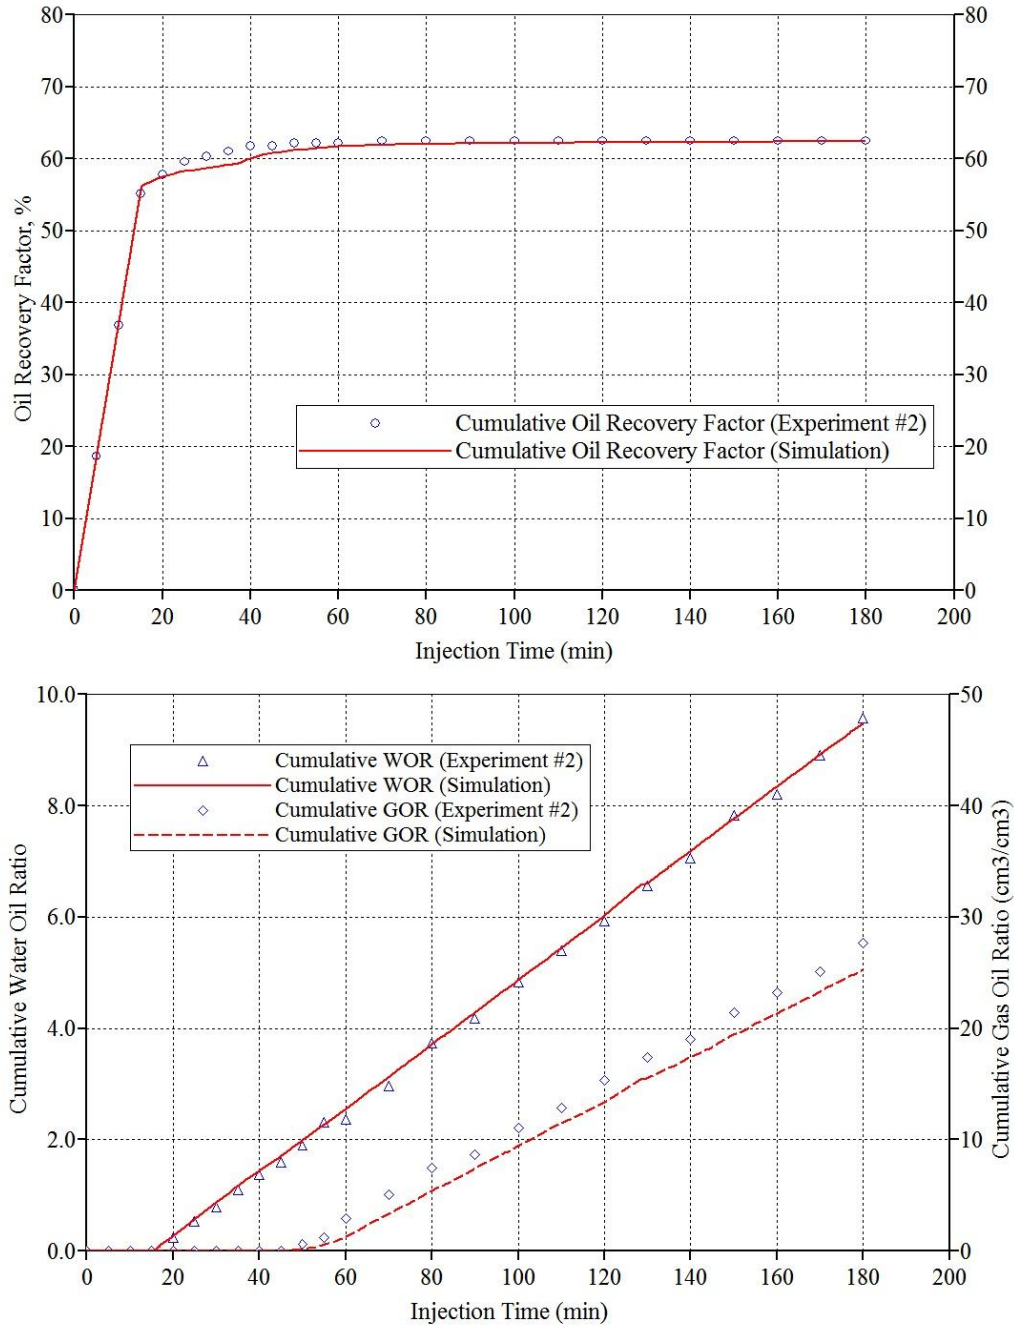 80
80
70
70
60
60
50
50
40
40
30
30
20
20
10
10
0
0
Oil Recovery Factor, %
Cumulative Oil Recovery Factor (Experiment #2)
Cumulative Oil Recovery Factor (Simulation)
0 20 40 60 80 100 120 140 160 180 200
Injection Time (min)
10.0
50
8.0
40
6.0
30
4.0
20
2.0
10
0.0
0
Cumulative Water Oil Ratio
Cumulative Gas Oil Ratio (cm3/cm3)
Cumulative WOR (Experiment #2)
Cumulative WOR (Simulation)
Cumulative GOR (Experiment #2)
Cumulative GOR (Simulation)
0 20 40 60 80 100 120 140 160 180 200
Injection Time (min)